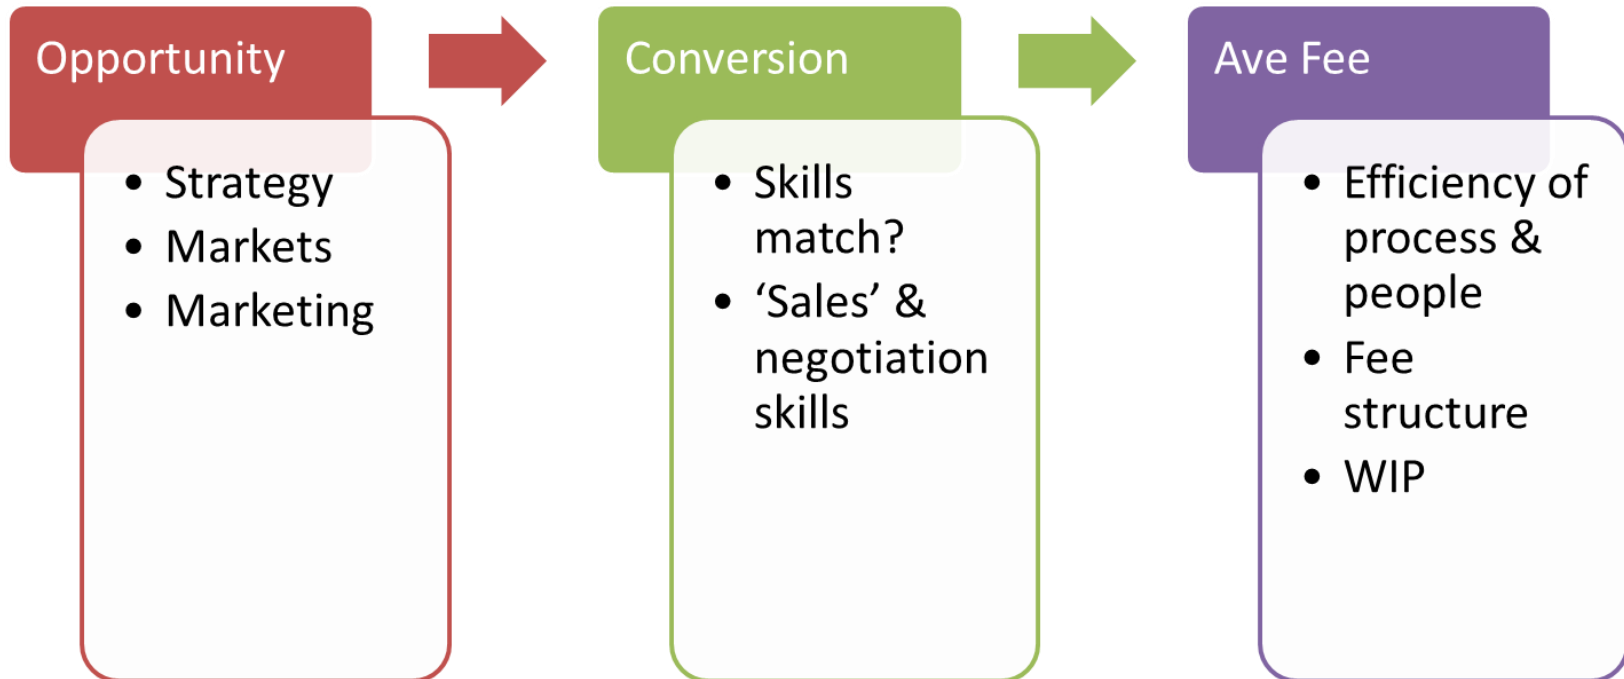 Opportunity
• Strategy
• Markets
• Marketing
Conversion
• Skills
match?
• ‘Sales’ &
negotiation
skills
Ave Fee
• Efficiency of
process &
people
• Fee
structure
• WIP